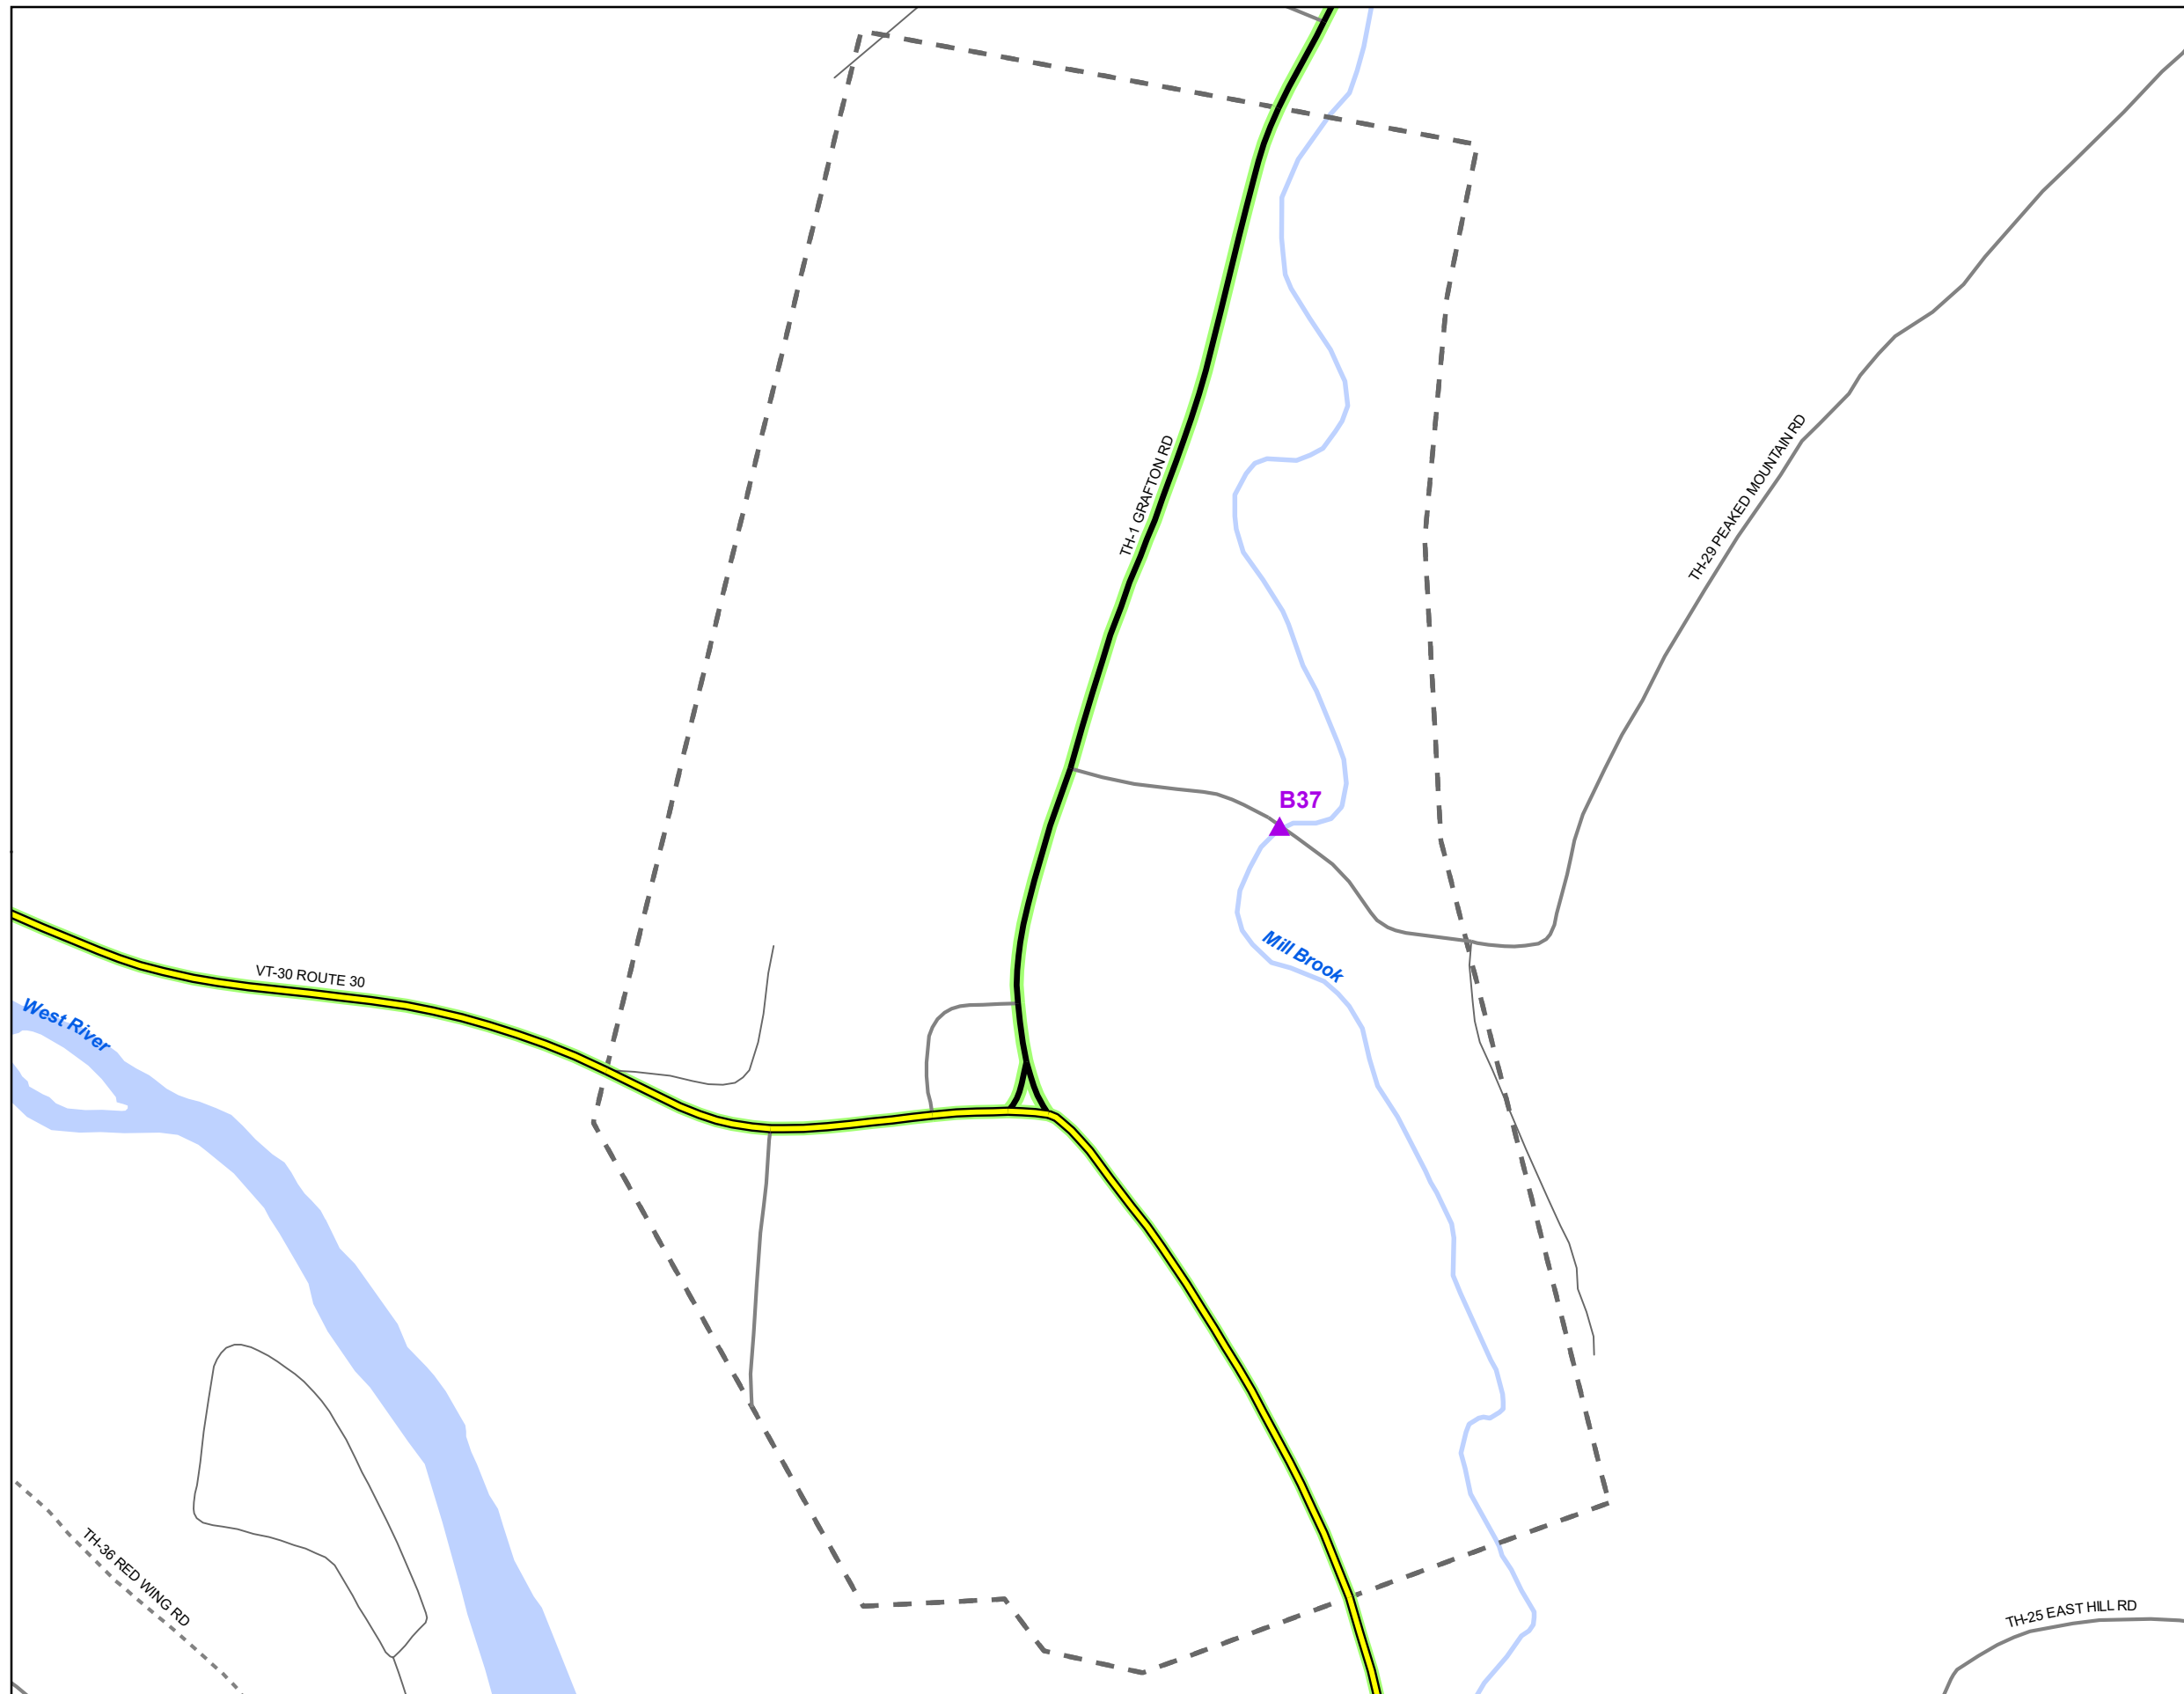 TH-1 GRAFTON RD
TH-29 PEAKED MOUNTAIN RD
B37
Mill Brook
VT-30 ROUTE 30
West River
TH-36 RED WING RD
TH-25 EAST HILL RD